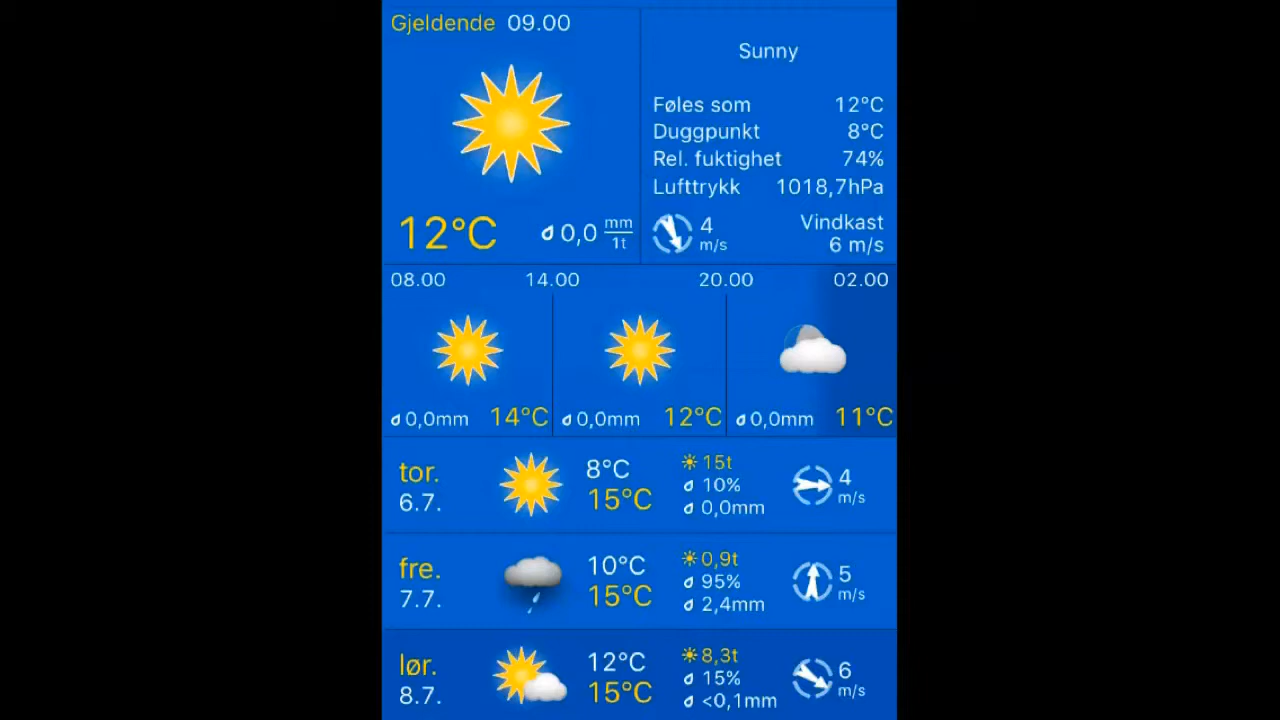 Gjeldende 09.00
12°C
0,0 mm
1t
Sunny
Føles som 12°C
Duggpunkt 8°C
Rel. fuktighet 74%
Lufttrykk 1018,7hPa
4 m/s
Vindkast
6 m/s
08.00 14.00 20.00 02.00
0,0mm 14°C 0,0mm 12°C 0,0mm 11°C
tor.
6.7.
8°C
15°C
15t
10%
0,0mm
4
m/s
fre.
7.7.
10°C
15°C
0,9t
95%
2,4mm
5
m/s
lør.
8.7.
12°C
15°C
8,3t
15%
<0,1mm
6
m/s